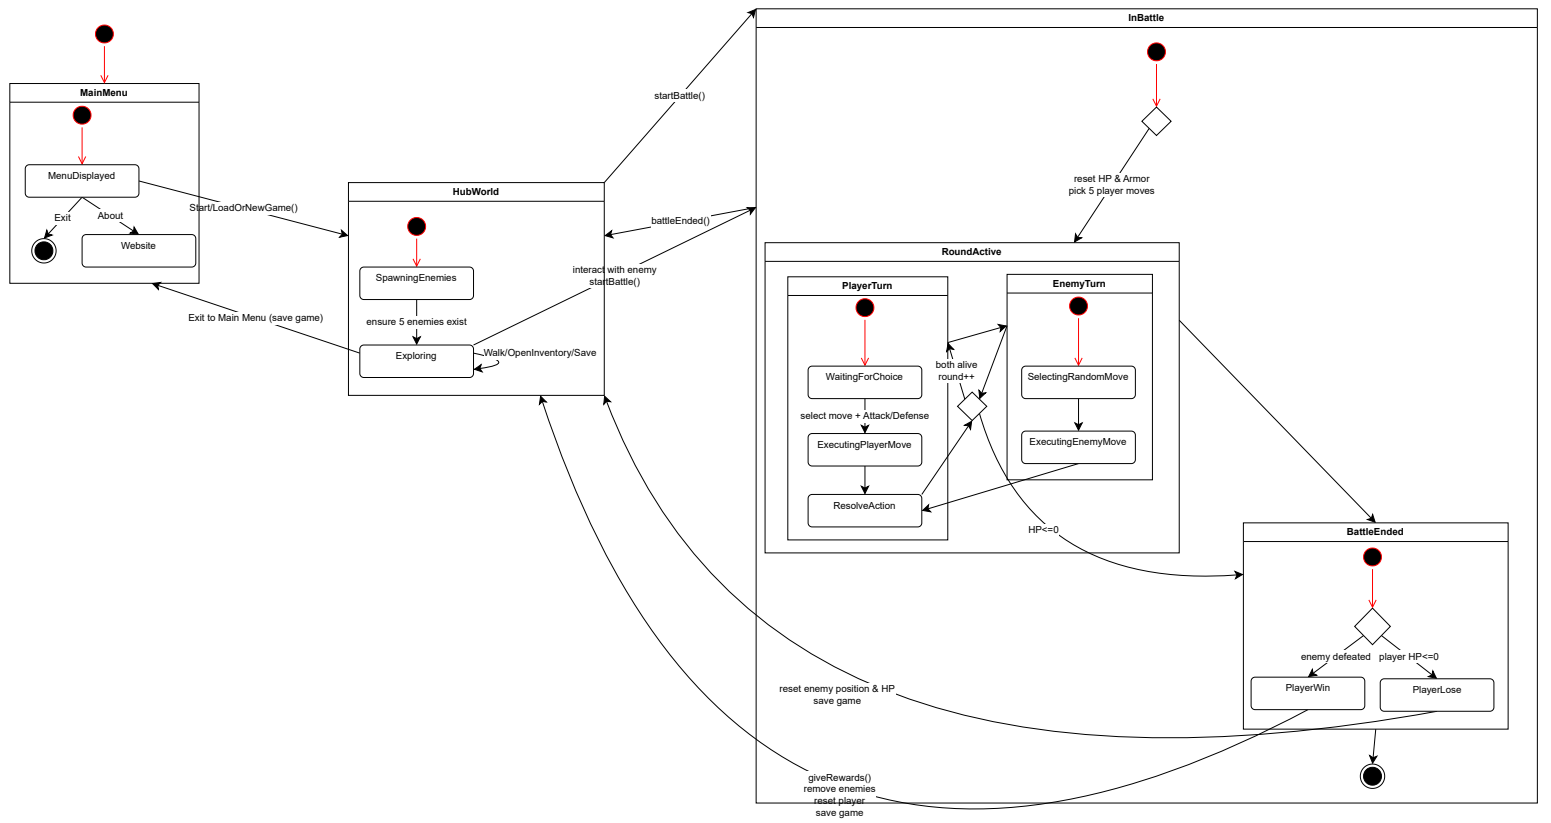 MainMenu
MenuDisplayed
Exit
About
Website
Start/LoadOrNewGame()
Exit to Main Menu (save game)
HubWorld
SpawningEnemies
ensure 5 enemies exist
Exploring
Walk/OpenInventory/Save
startBattle()
battleEnded()
interact with enemy
startBattle()
InBattle
reset HP & Armor
pick 5 player moves
RoundActive
PlayerTurn
WaitingForChoice
select move + Attack/Defense
ExecutingPlayerMove
ResolveAction
both alive
round++
EnemyTurn
SelectingRandomMove
ExecutingEnemyMove
HP<=0
BattleEnded
enemy defeated
player HP<=0
PlayerWin
PlayerLose
reset enemy position & HP
save game
giveRewards()
remove enemies
reset player
save game